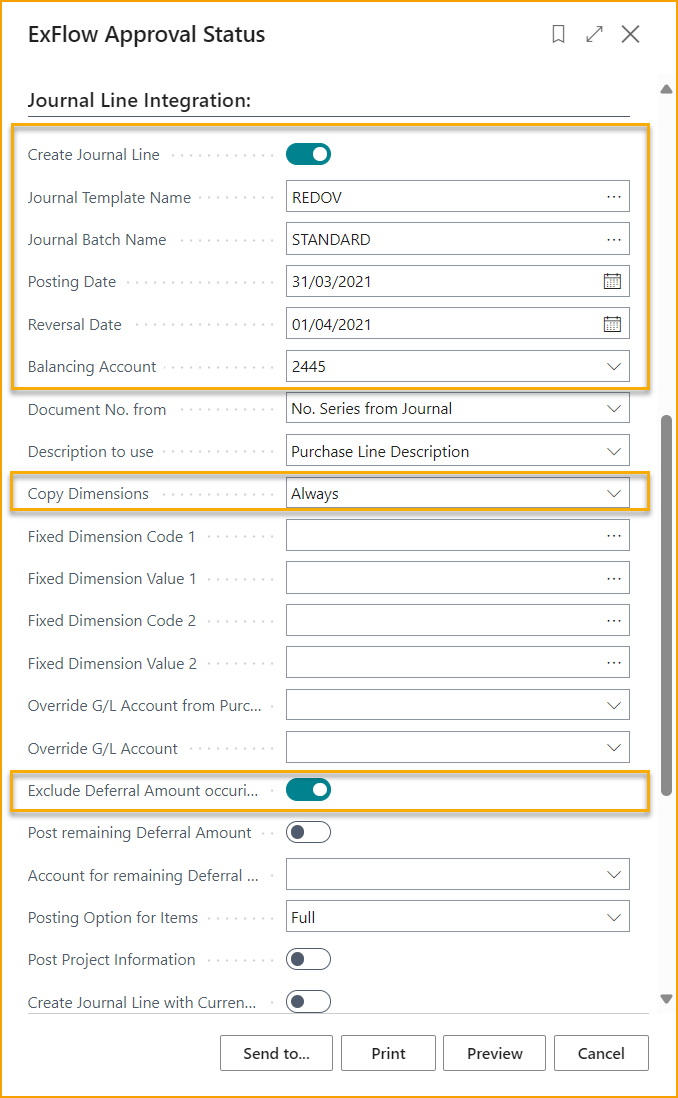 ExFlow Approval Status
Journal Line Integration:
Create Journal Line
Journal Template Name REDOV
Journal Batch Name STANDARD
Posting Date 31/03/2021
Reversal Date 01/04/2021
Balancing Account 2445
Document No. from No. Series from Journal
Description to use Purchase Line Description
Copy Dimensions Always
Fixed Dimension Code 1
Fixed Dimension Value 1
Fixed Dimension Code 2
Fixed Dimension Value 2
Override G/L Account from Purc...
Override G/L Account
Exclude Deferral Amount occuri...
Post remaining Deferral Amount
Account for remaining Deferral ...
Posting Option for Items Full
Post Project Information
Create Journal Line with Curren...
Send to... Print Preview Cancel